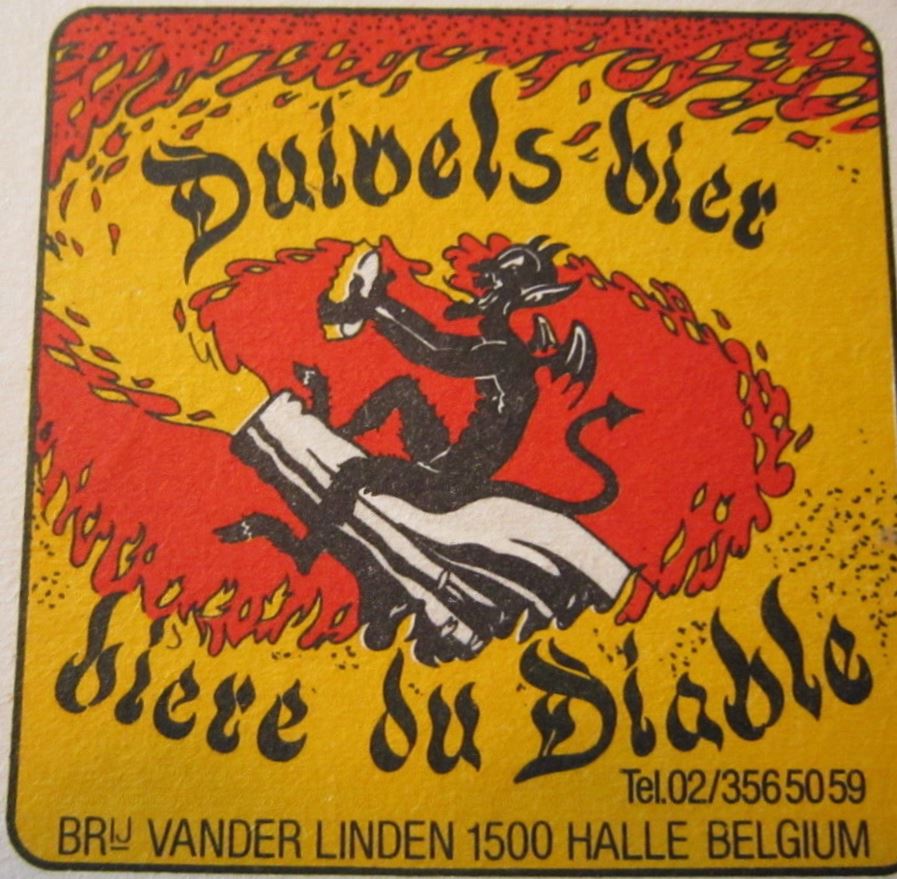 Duivels-bier
bière du Diable
Tel.02/3565059
BRIJ VANDER LINDEN 1500 HALLE BELGIUM